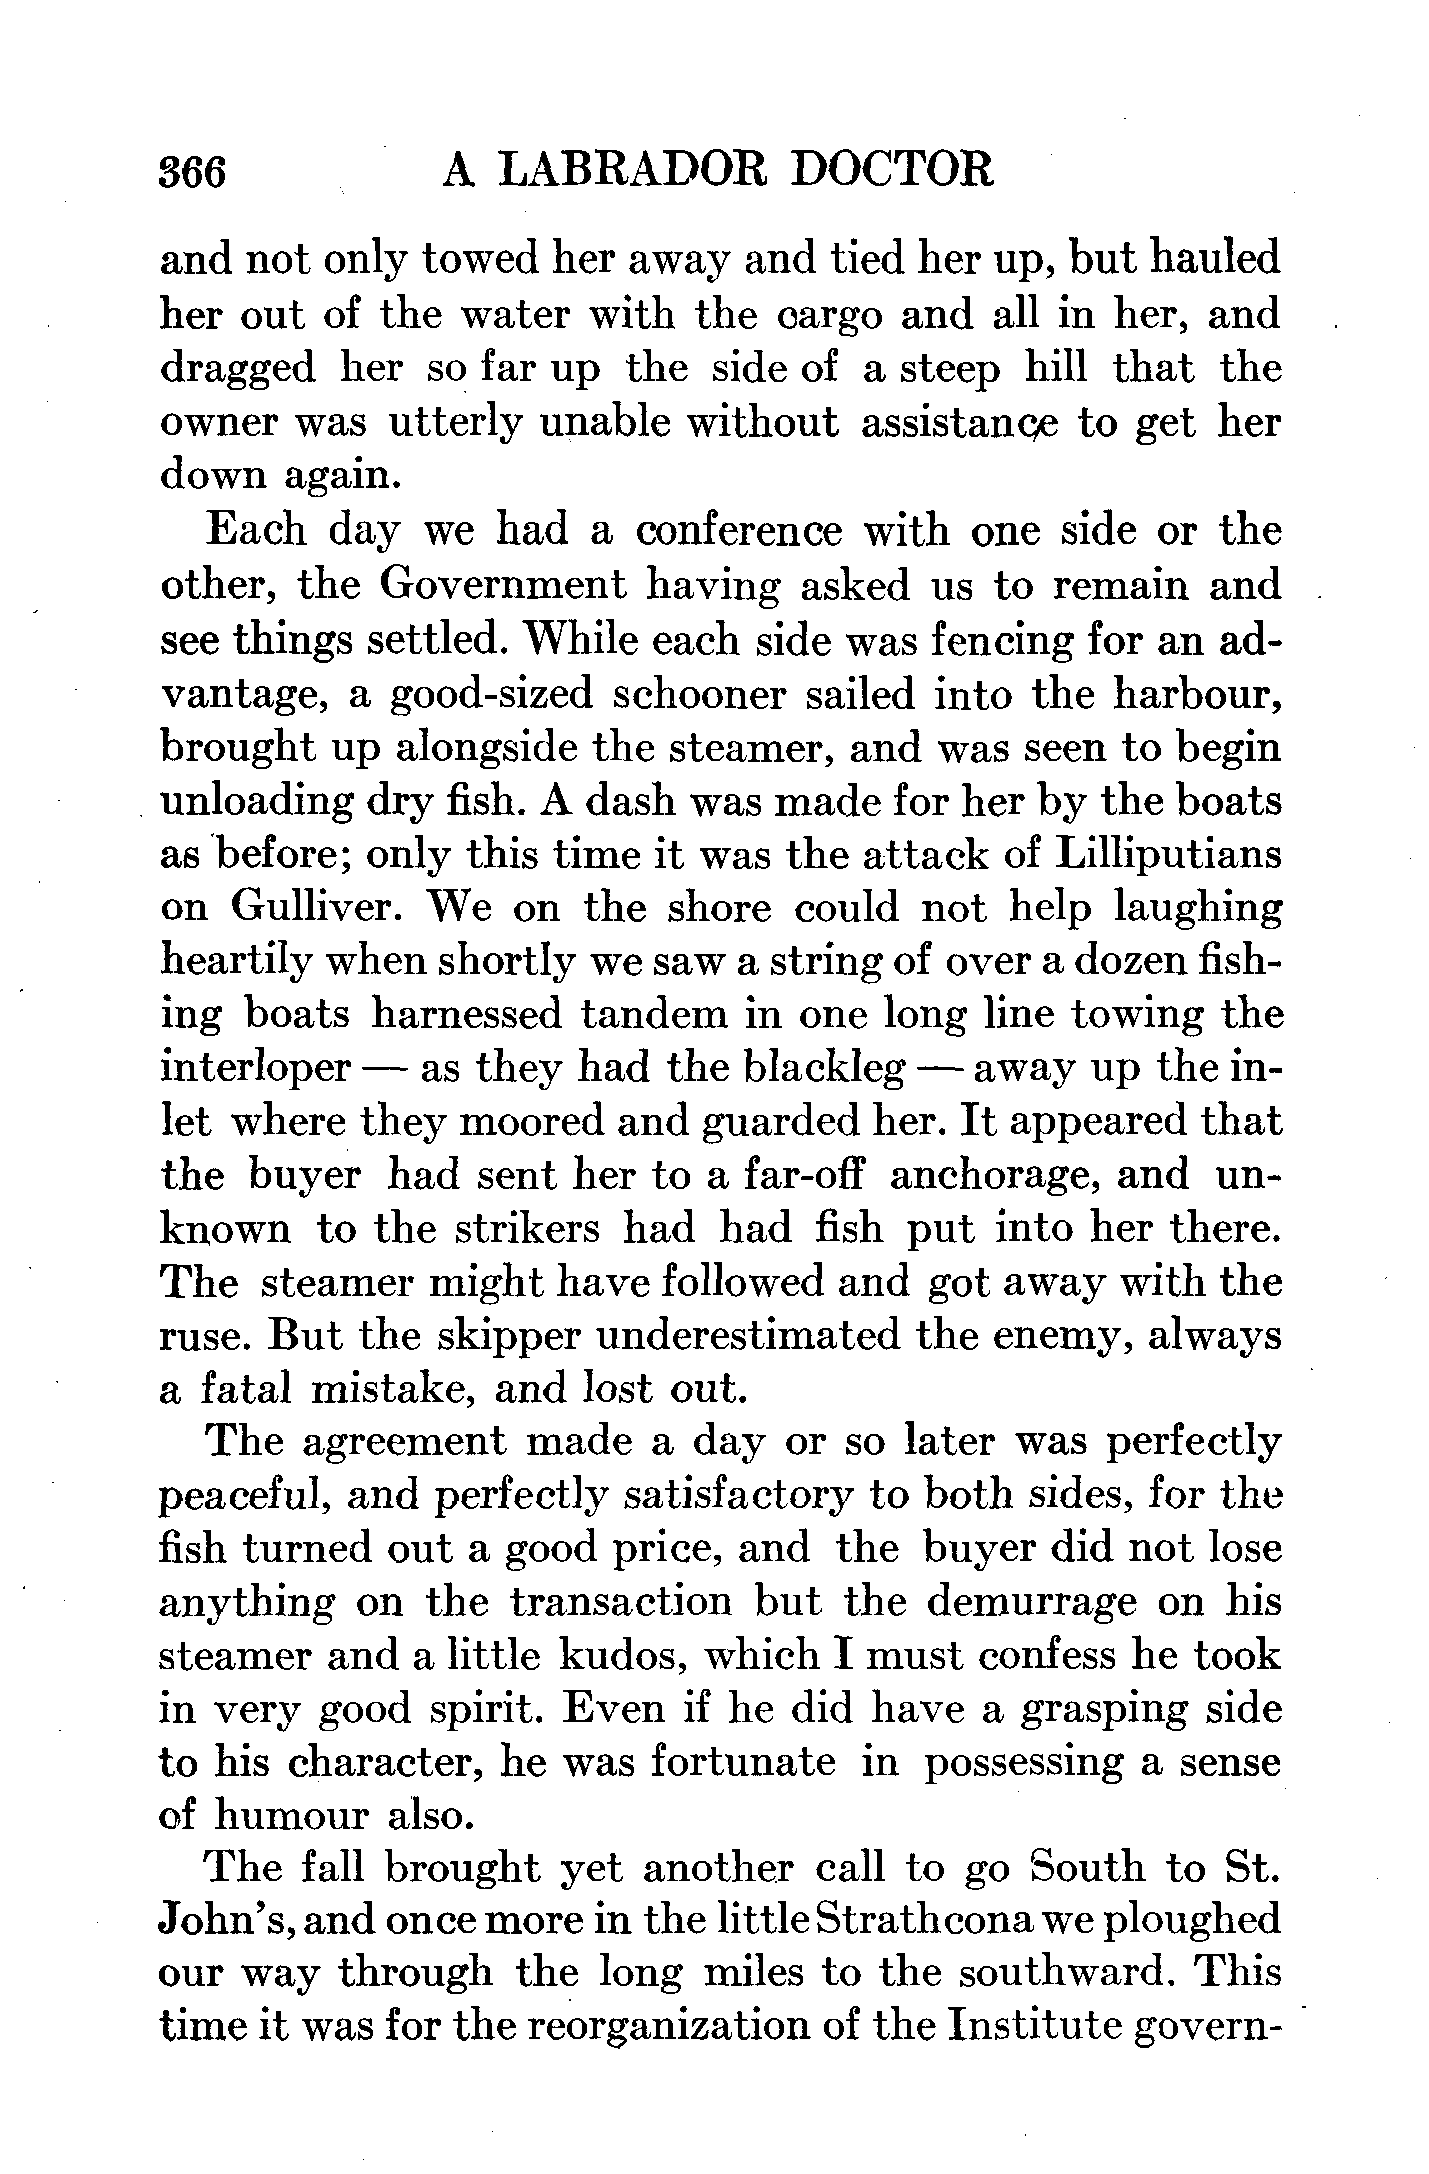 366 A LABRADOR DOCTOR
and not only towed her away and tied her up, but hauled
her out of the water with the cargo and all in her, and
dragged her so far up the side of a steep hill that the
owner was utterly unable without assistance to get her
down again.
Each day we had a conference with one side or the
other, the Government having asked us to remain and
see things settled. While each side was fencing for an ad-
vantage, a good-sized schooner sailed into the harbour,
brought up alongside the steamer, and was seen to begin
unloading dry fish. A dash was made for her by the boats
as before; only this time it was the attack of Lilliputians
on Gulliver. We on the shore could not help laughing
heartily when shortly we saw a string of over a dozen fish-
ing boats harnessed tandem in one long line towing the
interloper — as they had the blackleg — away up the in-
let where they moored and guarded her. It appeared that
the buyer had sent her to a far-off anchorage, and un-
known to the strikers had had fish put into her there.
The steamer might have followed and got away with the
ruse. But the skipper underestimated the enemy, always
a fatal mistake, and lost out.
The agreement made a day or so later was perfectly
peaceful, and perfectly satisfactory to both sides, for the
fish turned out a good price, and the buyer did not lose
anything on the transaction but the demurrage on his
steamer and a little kudos, which I must confess he took
in very good spirit. Even if he did have a grasping side
to his character, he was fortunate in possessing a sense
of humour also.
The fall brought yet another call to go South to St.
John's, and once more in the little Strathcona we ploughed
our way through the long miles to the southward. This
time it was for the reorganization of the Institute govern-